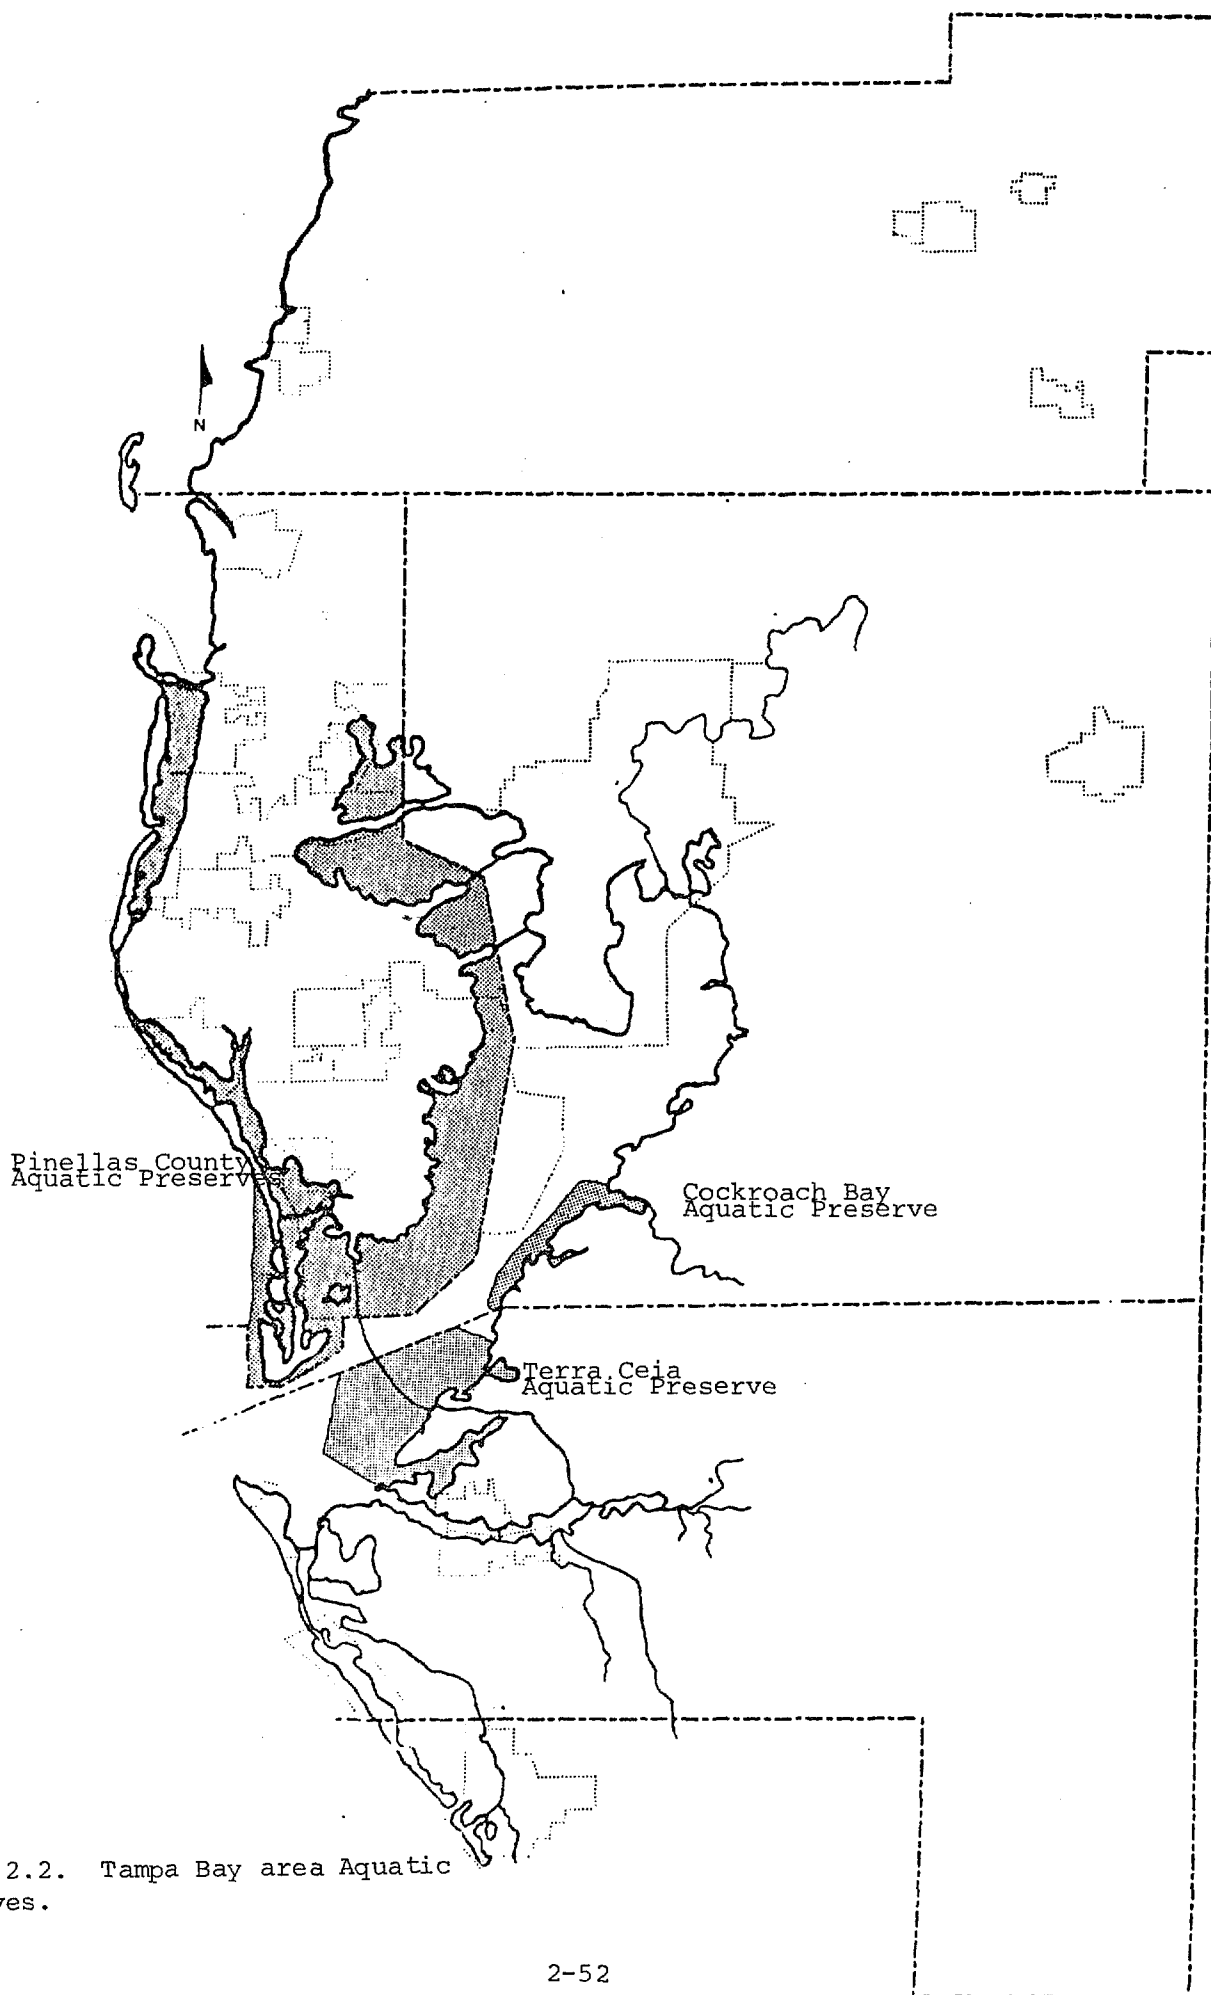 N
Pinellas County
Aquatic Preserves
Cockroach Bay
Aquatic Preserve
Terra Ceia
Aquatic Preserve
2.2. Tampa Bay area Aquatic
ves.
2-52